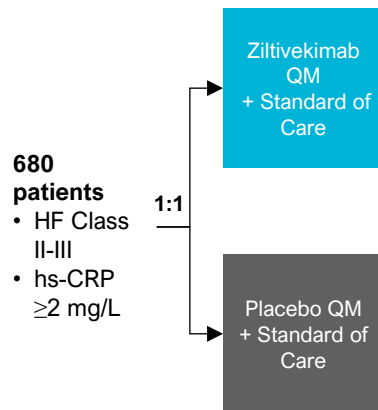 Ziltivekimab
QM
+ Standard of
Care
680
patients
• HF Class
II-III
• hs-CRP
≥2 mg/L
1:1
Placebo QM
+ Standard of
Care